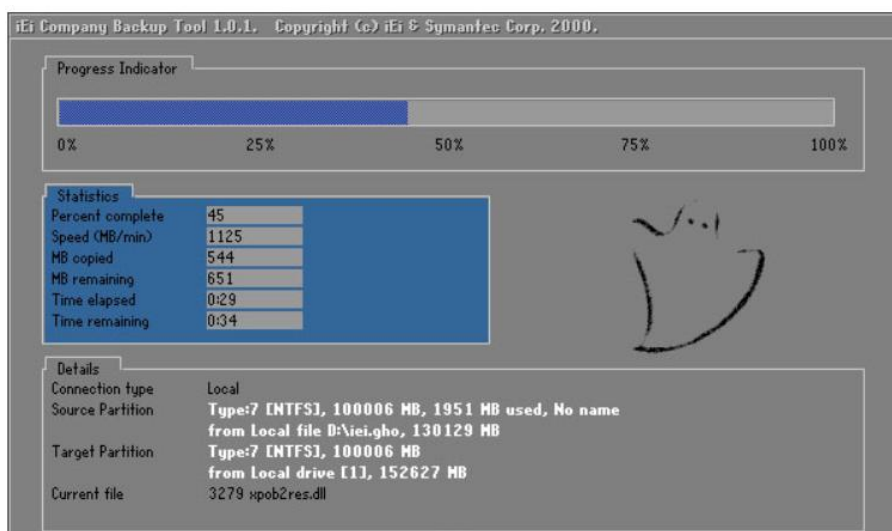 iEi Company Backup Tool 1.0.1.   Copyright (c) iEi & Symantec Corp. 2000.
Progress Indicator
0%   25%   50%   75%   100%
Statistics
Percent complete   45
Speed (MB/min)   1125
MB copied   544
MB remaining   651
Time elapsed   0:29
Time remaining   0:34
Details
Connection type   Local
Source Partition   Type:7 [NTFS], 100006 MB, 1951 MB used, No name
from Local file D:\iei.gho, 130129 MB
Target Partition   Type:7 [NTFS], 100006 MB
from Local drive [1], 152627 MB
Current file   3279 xpob2res.dll